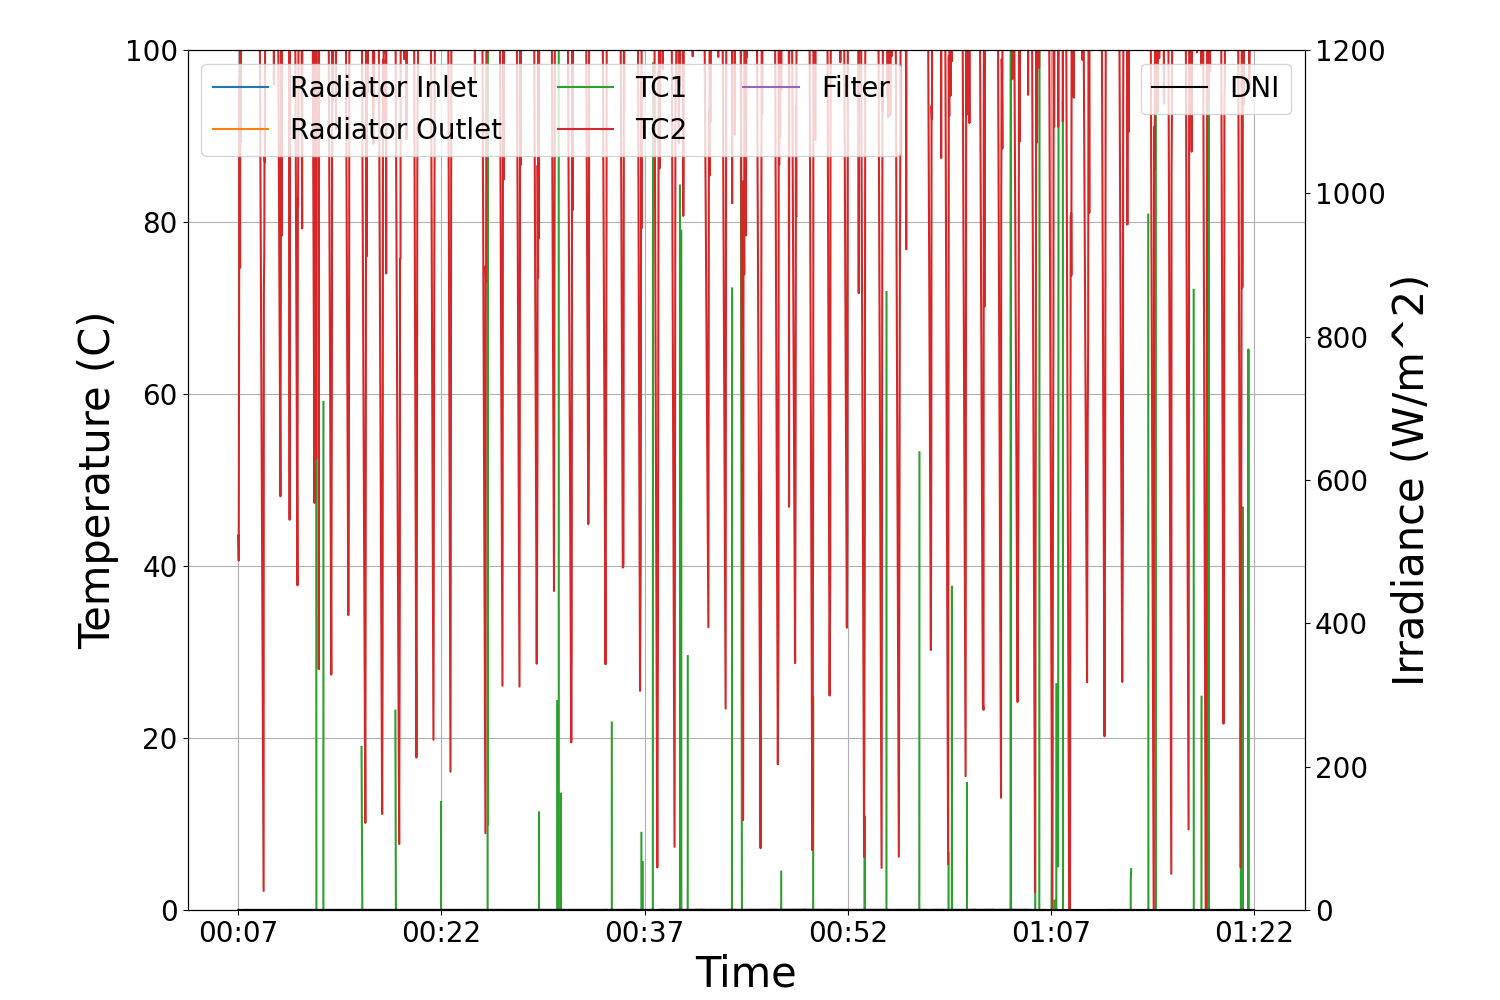 100
80
60
40
20
0
Temperature (C)
Radiator Inlet
Radiator Outlet
TC1
TC2
Filter
DNI
1200
1000
800
600
400
200
0
Irradiance (W/m^2)
00:07 00:22 00:37 00:52 01:07 01:22
Time